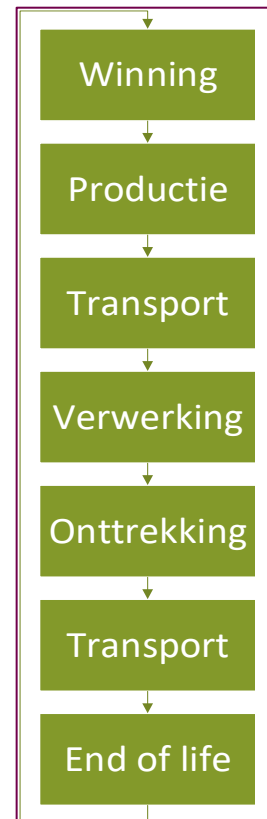 Winning
Productie
Transport
Verwerking
Onttrekking
Transport
End of life